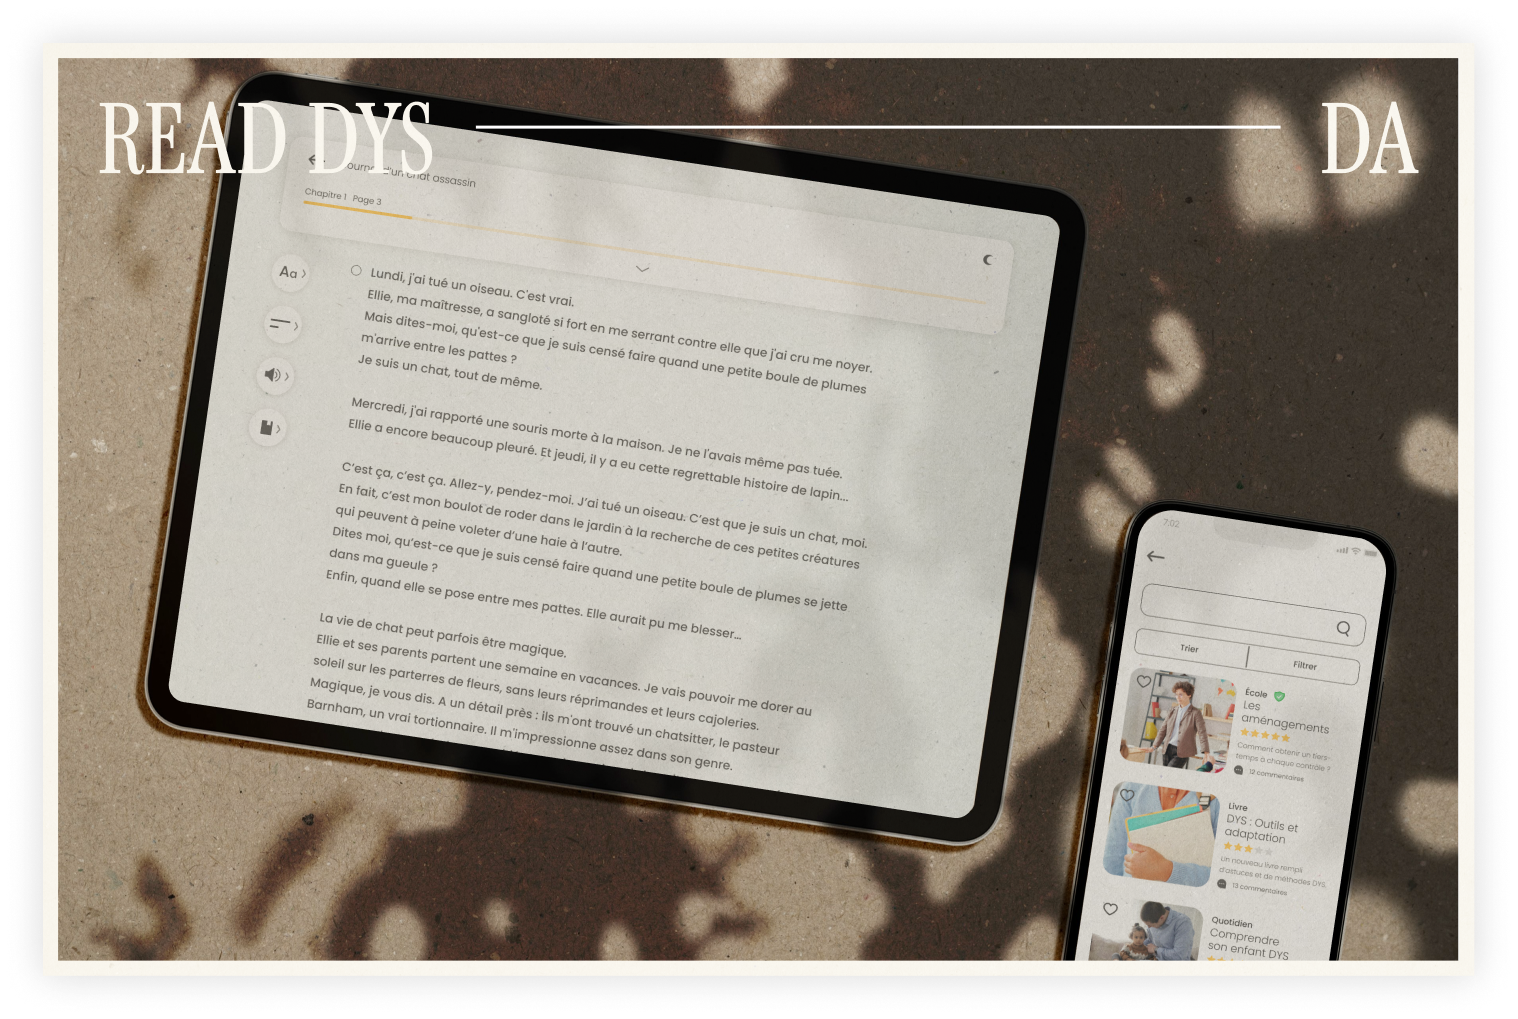 READ DYS
DA
Journal d'un chat assassin
Chapitre 1 Page 3
Aa
Lundi, j'ai tué un oiseau. C'est vrai.
Ellie, ma maîtresse, a sangloté si fort en me serrant contre elle que j'ai cru me noyer.
Mais dites-moi, qu'est-ce que je suis censé faire quand une petite boule de plumes
m'arrive entre les pattes ?
Je suis un chat, tout de même.
Mercredi, j'ai rapporté une souris morte à la maison. Je ne l'avais même pas tuée.
Ellie a encore beaucoup pleuré. Et jeudi, il y a eu cette regrettable histoire de lapin...
C'est ça, c'est ça. Allez-y, pendez-moi. J'ai tué un oiseau. C'est que je suis un chat, moi.
En fait, c'est mon boulot de roder dans le jardin à la recherche de ces petites créatures
qui peuvent à peine voleter d'une haie à l'autre.
Dites moi, qu'est-ce que je suis censé faire quand une petite boule de plumes se jette
dans ma gueule ?
Enfin, quand elle se pose entre mes pattes. Elle aurait pu me blesser...
La vie de chat peut parfois être magique.
Ellie et ses parents partent une semaine en vacances. Je vais pouvoir me dorer au
soleil sur les parterres de fleurs, sans leurs réprimandes et leurs cajoleries.
Magique, je vous dis. A un détail près : ils m'ont trouvé un chatsitter, le pasteur
Barnham, un vrai tortionnaire. Il m'impressionne assez dans son genre.
7:02
Trier
Filtrer
École
Les
aménagements
Comment obtenir un tiers-
temps à chaque contrôle ?
12 commentaires
Livre
DYS : Outils et
adaptation
Un nouveau livre remps
d'astuces et de méthodes DYS.
13 commentaires
Quotidien
Comprendre
son enfant DYS